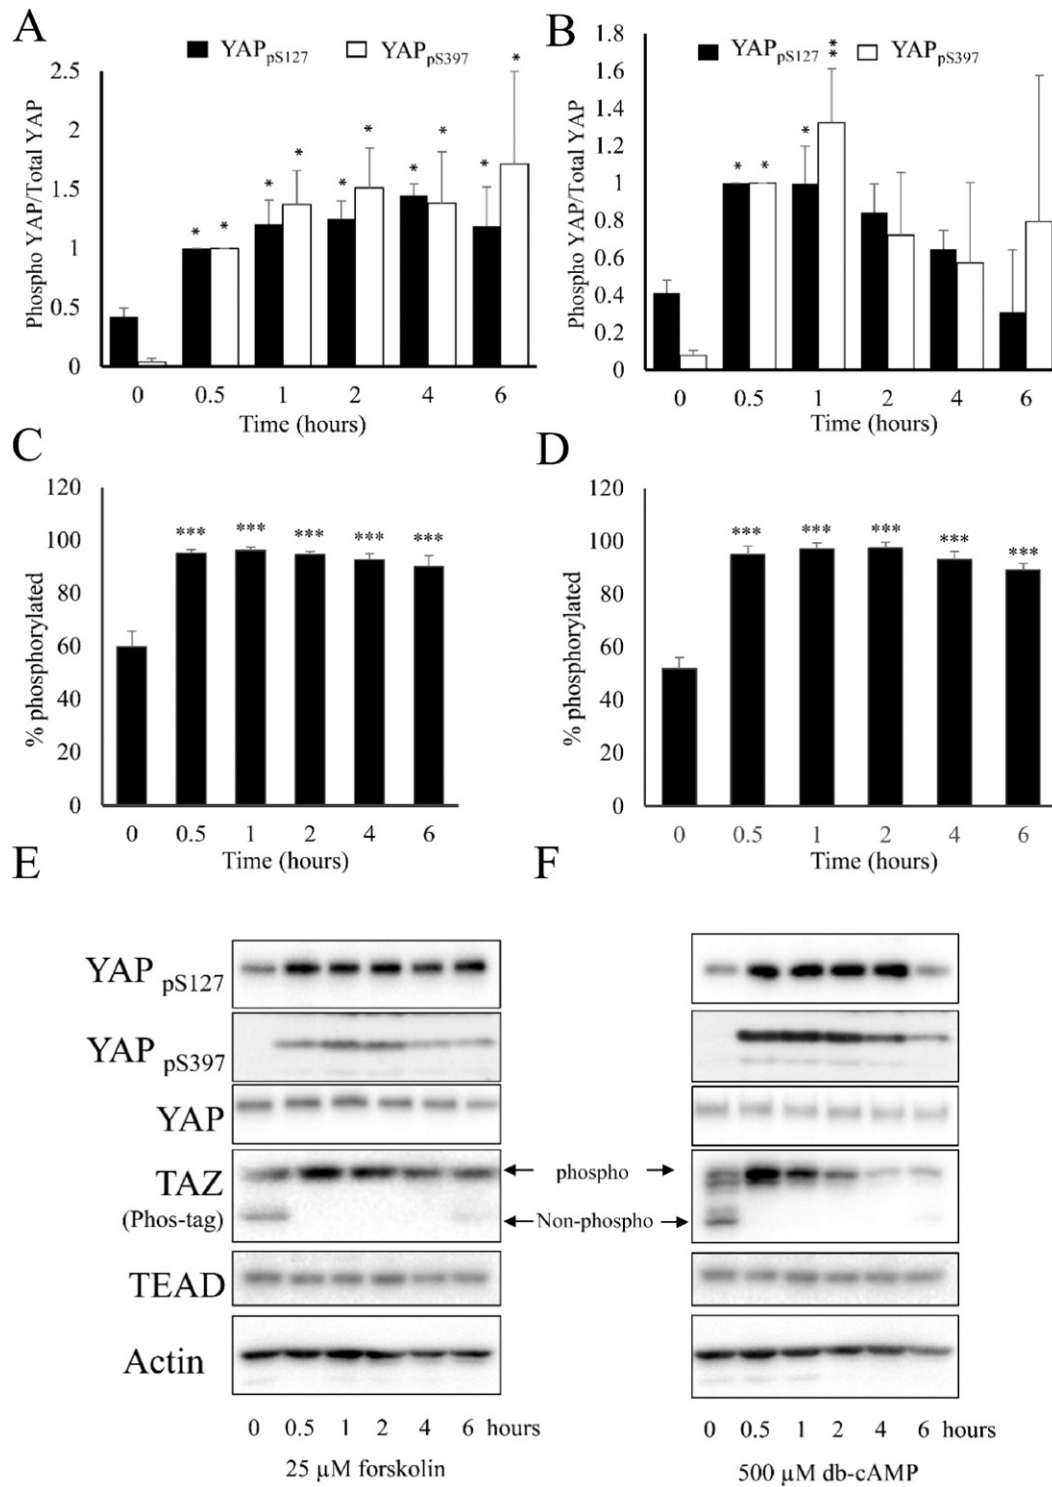 A
YAPpS127 YAPpS397
Phospho YAP/Total YAP
2.5
2
1.5
1
0.5
0
* * * * * * * * * *
0 0.5 1 2 4 6
Time (hours)
B
YAPpS127 YAPpS397
Phospho YAP/Total YAP
1.8
1.6
1.4
1.2
1
0.8
0.6
0.4
0.2
0
* * * **
0 0.5 1 2 4 6
Time (hours)
C
% phosphorylated
120
100
80
60
40
20
0
*** *** *** *** ***
0 0.5 1 2 4 6
Time (hours)
D
% phosphorylated
120
100
80
60
40
20
0
*** *** *** *** ***
0 0.5 1 2 4 6
Time (hours)
E
F
YAP pS127
YAP pS397
YAP
TAZ
(Phos-tag)
phospho
Non-phospho
TEAD
Actin
0 0.5 1 2 4 6 hours
25 µM forskolin
0 0.5 1 2 4 6 hours
500 µM db-cAMP